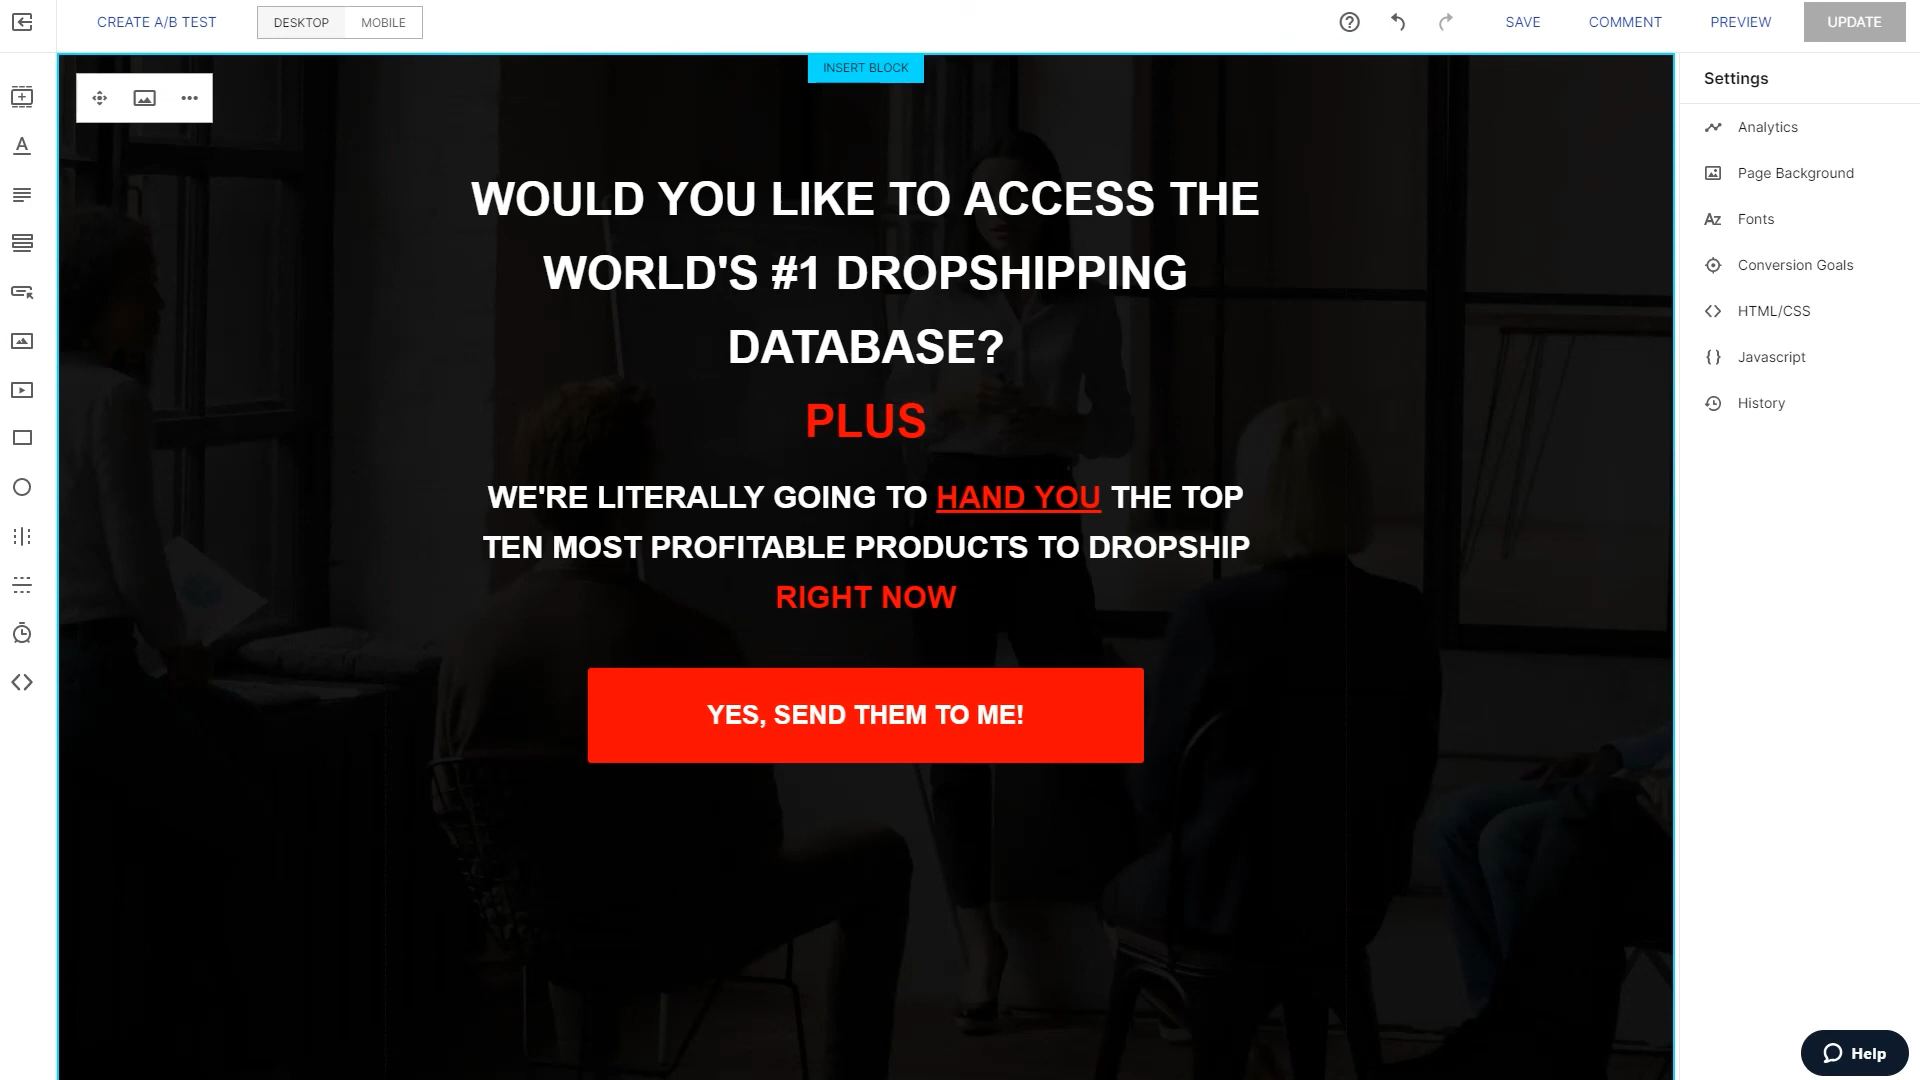 CREATE A/B TEST
DESKTOP
MOBILE
SAVE
COMMENT
PREVIEW
UPDATE
INSERT BLOCK
WOULD YOU LIKE TO ACCESS THE
WORLD'S #1 DROPSHIPPING
DATABASE?
PLUS
WE'RE LITERALLY GOING TO HAND YOU THE TOP
TEN MOST PROFITABLE PRODUCTS TO DROPSHIP
RIGHT NOW
YES, SEND THEM TO ME!
Settings
Analytics
Page Background
Fonts
Conversion Goals
HTML/CSS
Javascript
History
Help